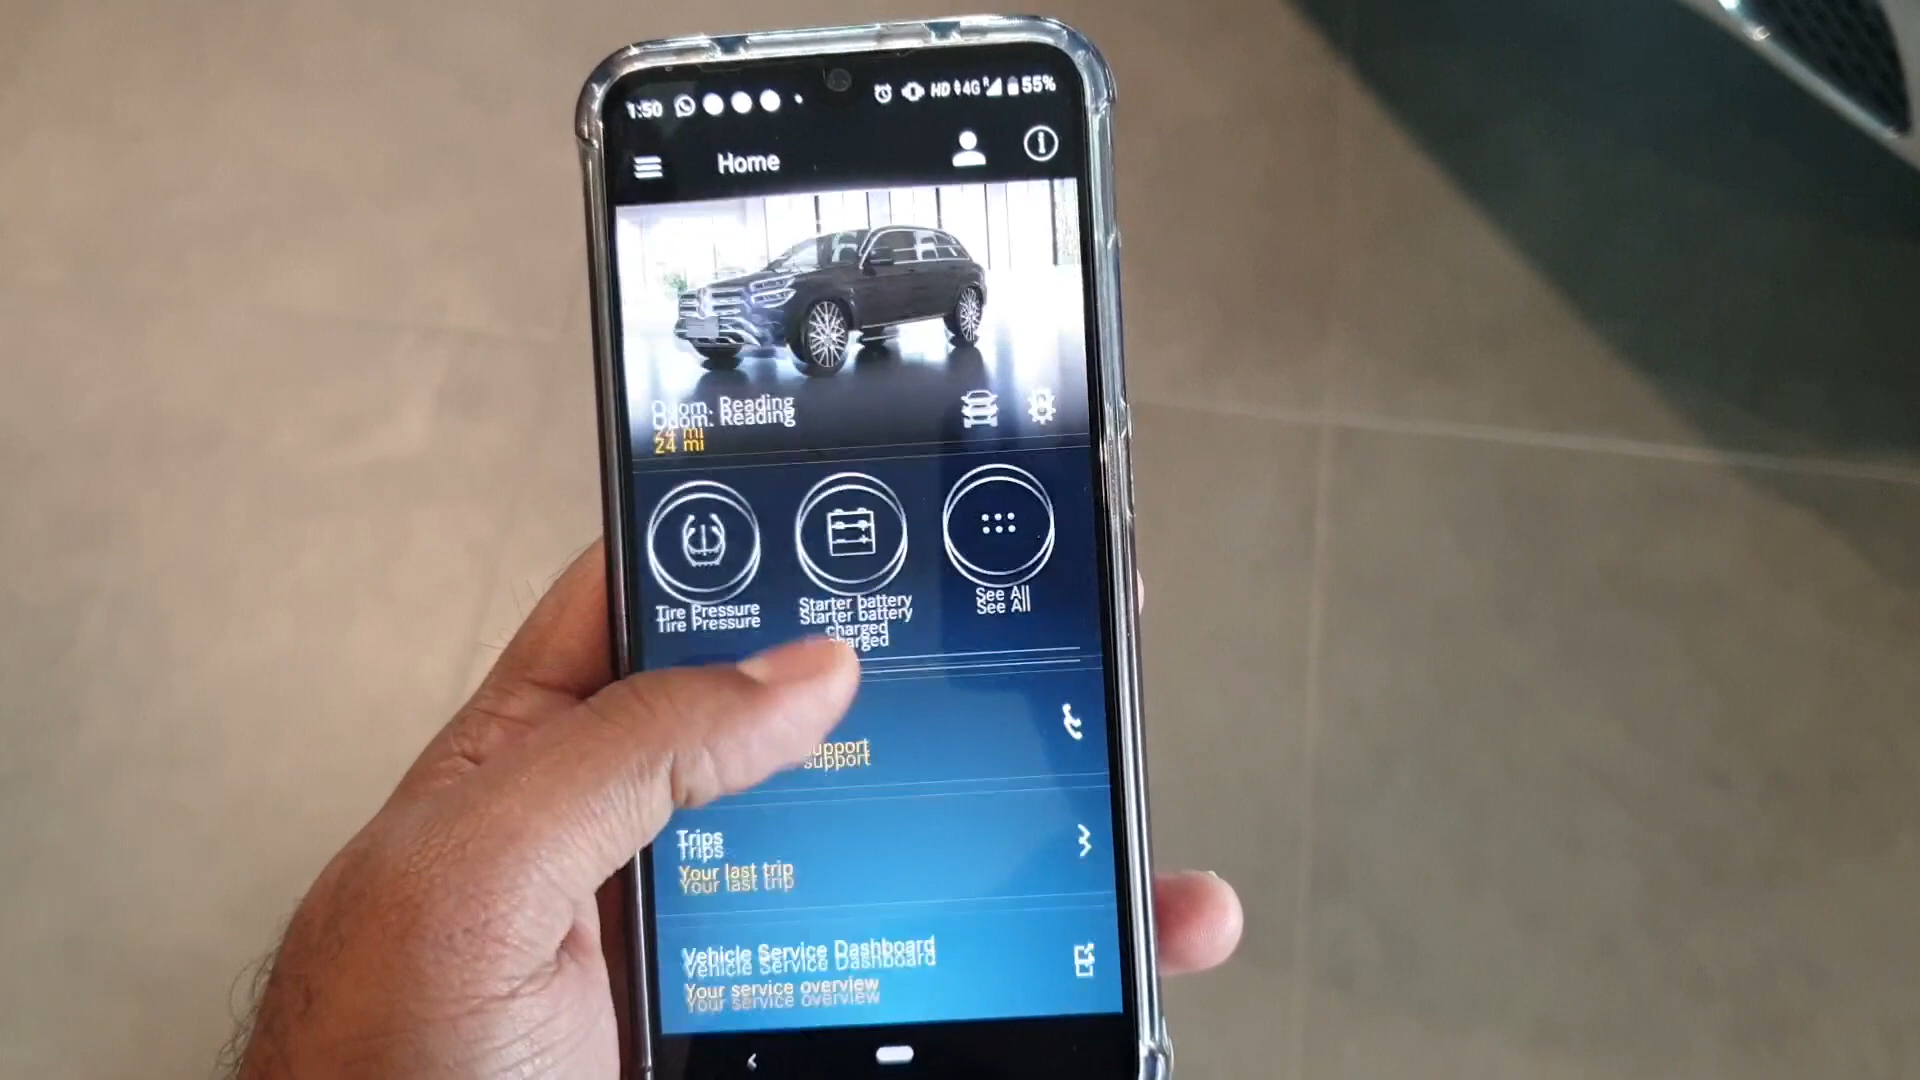 1:50 HD 4G R 55%
Home
Odom. Reading
24 mi
Tire Pressure
Starter battery
charged
See All
support
Trips
Your last trip
Vehicle Service Dashboard
Your service overview